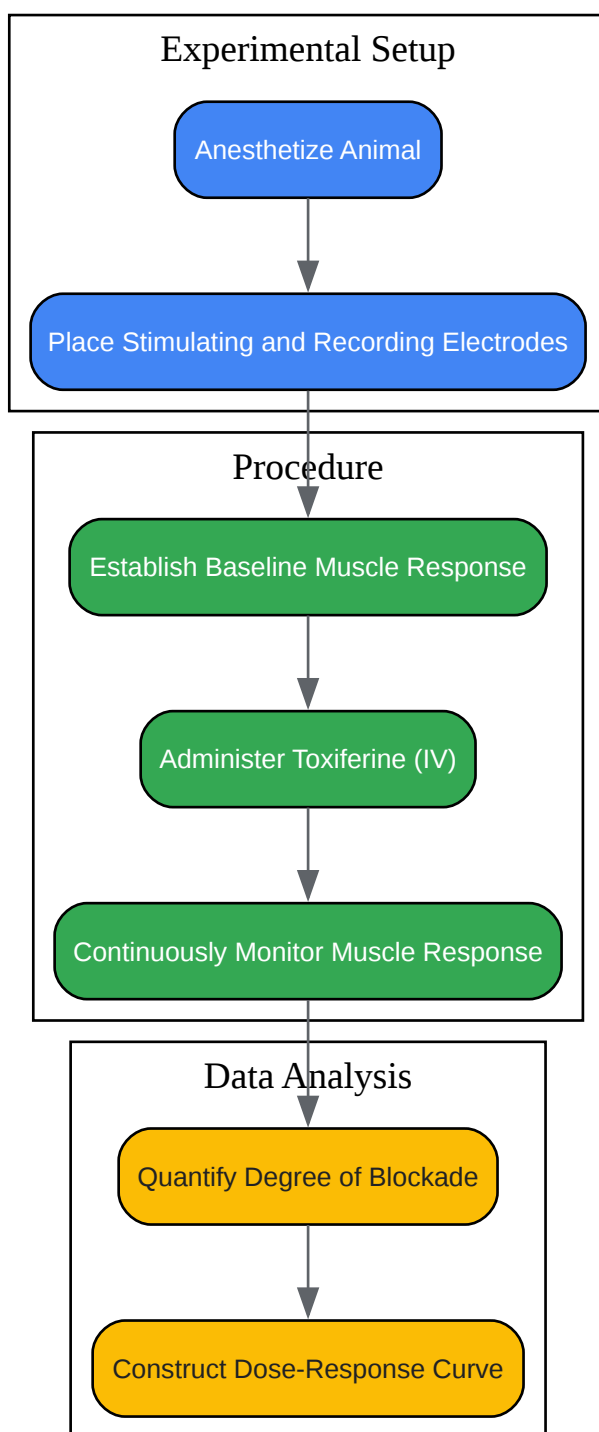 Experimental Setup
Anesthetize Animal
Place Stimulating and Recording Electrodes
Procedure
Establish Baseline Muscle Response
Administer Toxiferine (IV)
Continuously Monitor Muscle Response
Data Analysis
Quantify Degree of Blockade
Construct Dose-Response Curve